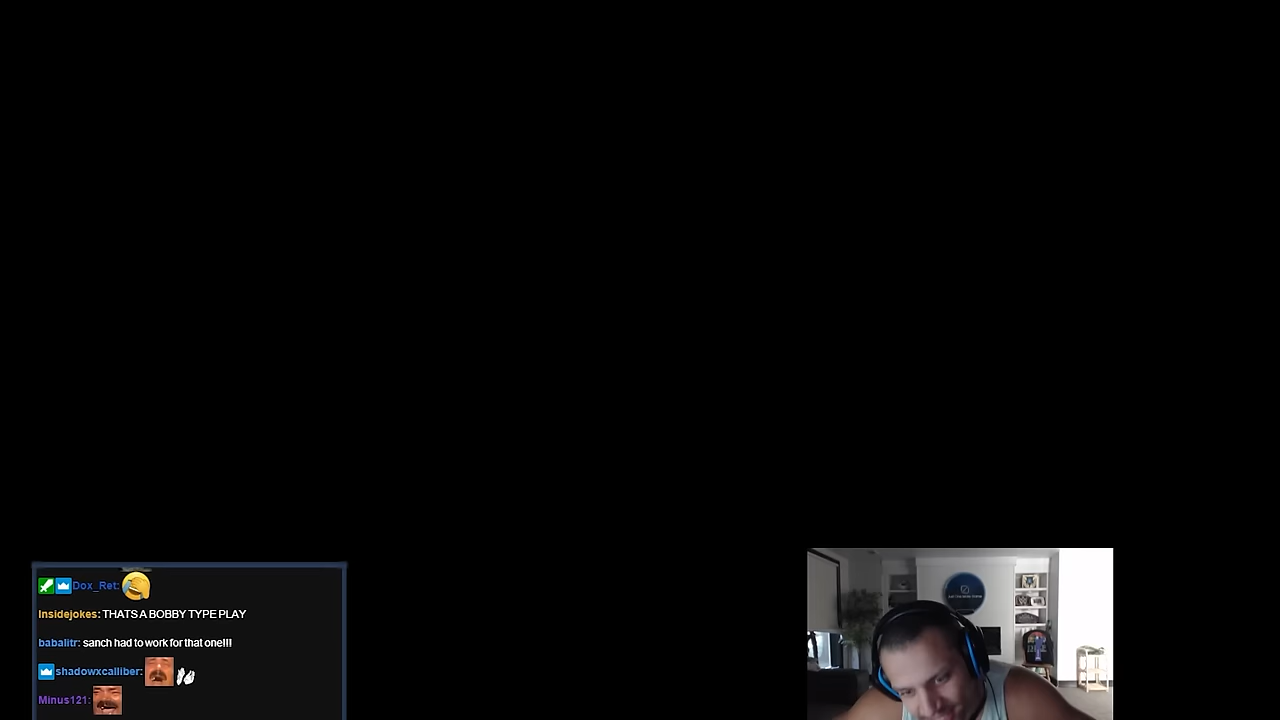 Dox_Ret:
Insidejokes: THATS A BOBBY TYPE PLAY
babalitr: sanch had to work for that one!!!
shadowxcalliber:
Minus121: